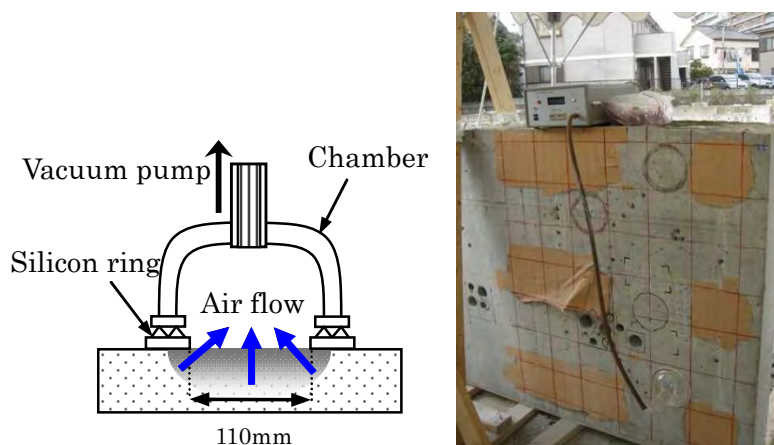 Vacuum pump
Chamber
Silicon ring
Air flow
110mm